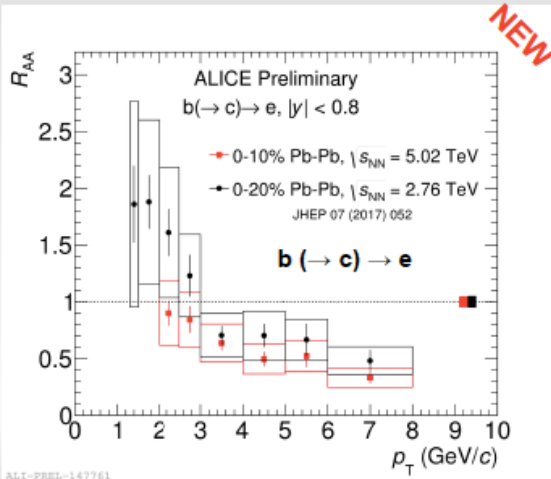 NEW
R_AA
3
2.5
2
1.5
1
0.5
0
ALICE Preliminary
b(→ c)→ e, |y| < 0.8
0-10% Pb-Pb, √s_NN = 5.02 TeV
0-20% Pb-Pb, √s_NN = 2.76 TeV
JHEP 07 (2017) 052
b (→ c) → e
0 1 2 3 4 5 6 7 8 9 10
p_T (GeV/c)
ALI-PREL-147761